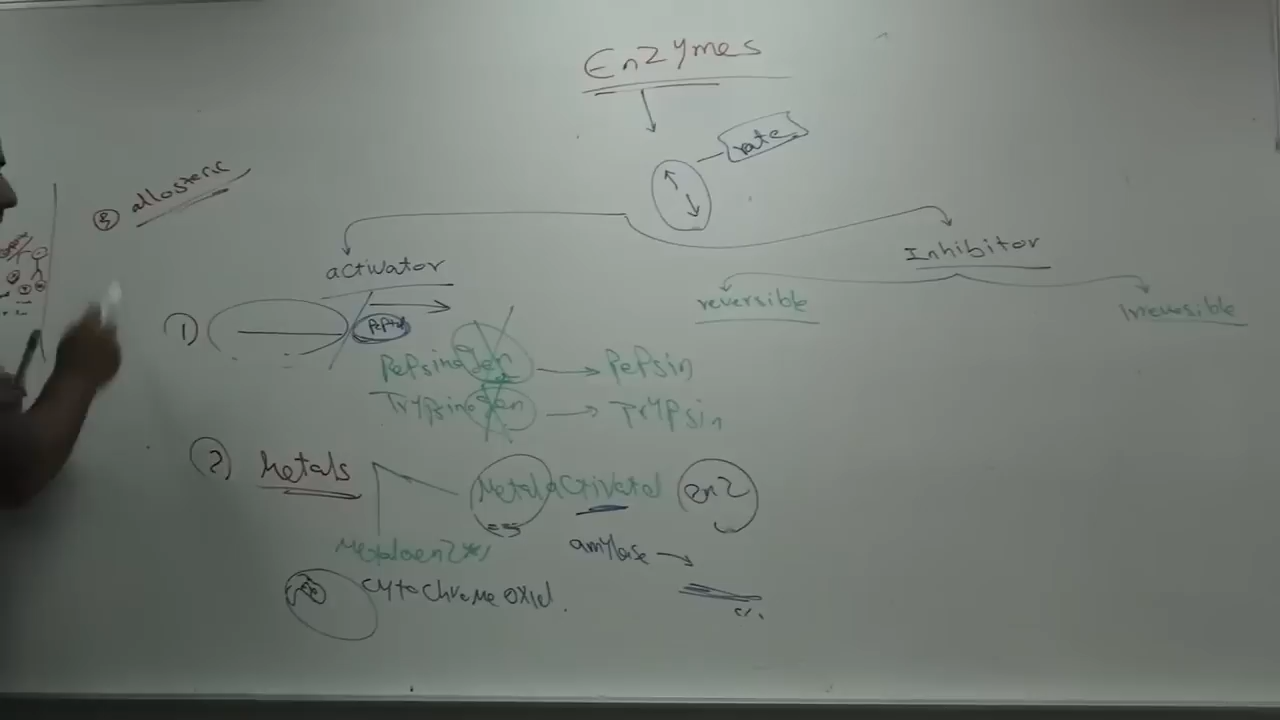 Enzymes
rate
③ allosteric
activator
Inhibitor
reversible
Irreversible
①
Pepsinogen → Pepsin
Trypsinogen → Trypsin
② Metals
Metal activated enz
amylase →
cytochrome oxid.